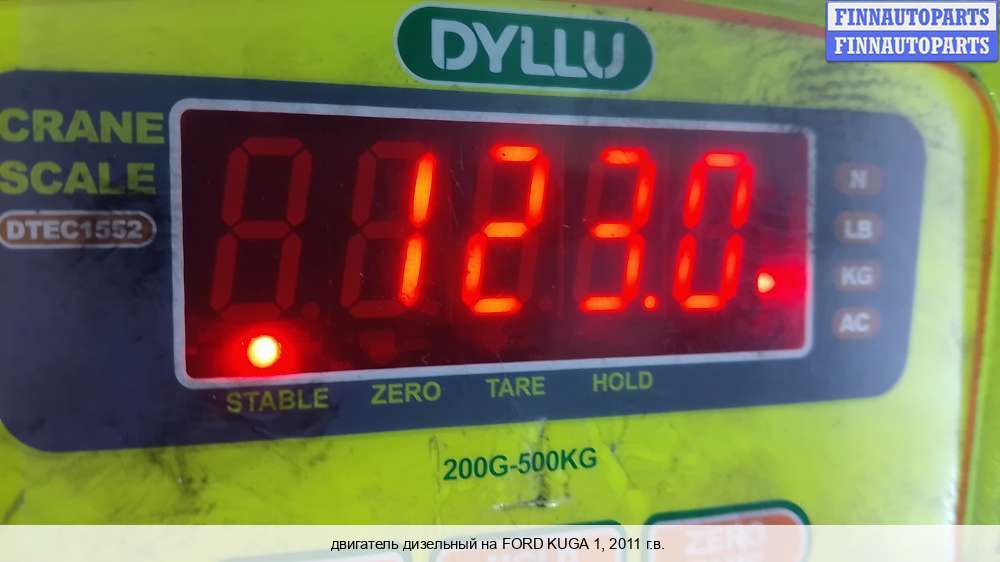 FINNAUTOPARTS
FINNAUTOPARTS
DYLLU
CRANE
SCALE
DTEC1552
123.0
N
LB
KG
AC
STABLE ZERO TARE HOLD
200G-500KG
ZERO
двигатель дизельный на FORD KUGA 1, 2011 г.в.